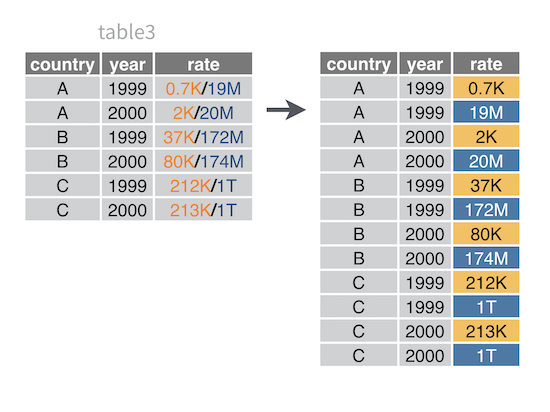 table3
country year rate
A 1999 0.7K/19M
A 2000 2K/20M
B 1999 37K/172M
B 2000 80K/174M
C 1999 212K/1T
C 2000 213K/1T
country year rate
A 1999 0.7K
A 1999 19M
A 2000 2K
A 2000 20M
B 1999 37K
B 1999 172M
B 2000 80K
B 2000 174M
C 1999 212K
C 1999 1T
C 2000 213K
C 2000 1T